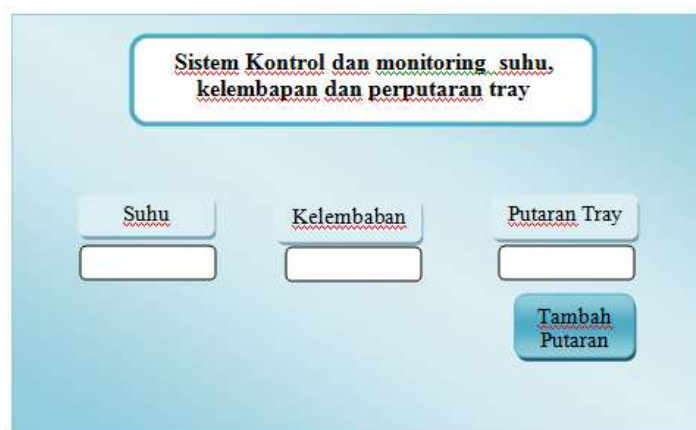 Sistem Kontrol dan monitoring suhu,
kelembapan dan perputaran tray
Suhu
Kelembaban
Putaran Tray
Tambah
Putaran